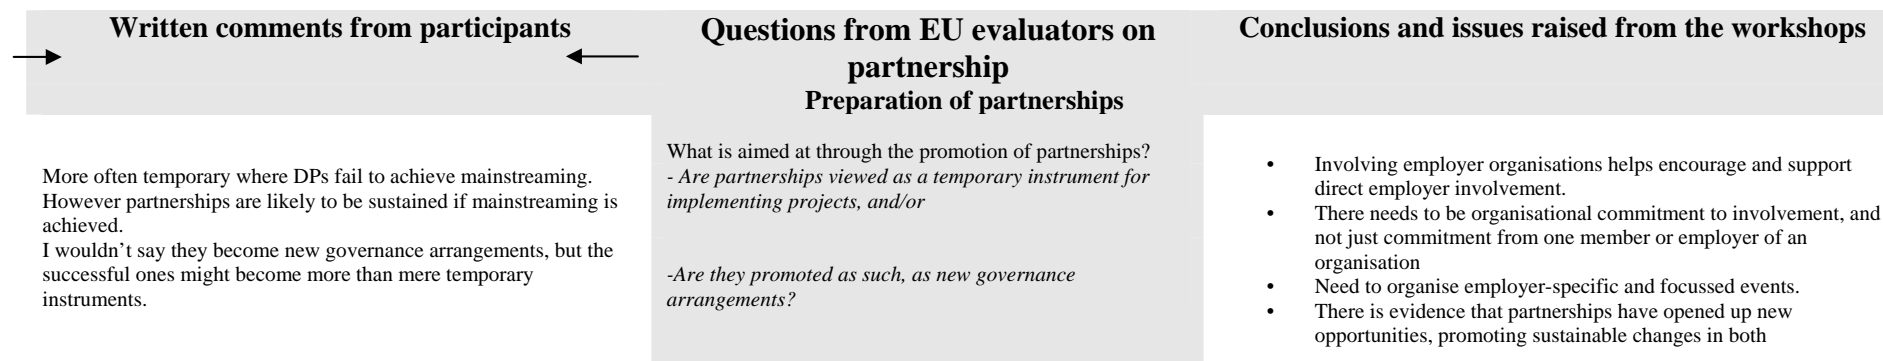 Written comments from participants
More often temporary where DPs fail to achieve mainstreaming.
However partnerships are likely to be sustained if mainstreaming is
achieved.
I wouldn't say they become new governance arrangements, but the
successful ones might become more than mere temporary
instruments.
Questions from EU evaluators on
partnership
Preparation of partnerships
What is aimed at through the promotion of partnerships?
- Are partnerships viewed as a temporary instrument for
implementing projects, and/or
-Are they promoted as such, as new governance
arrangements?
Conclusions and issues raised from the workshops
• Involving employer organisations helps encourage and support
direct employer involvement.
• There needs to be organisational commitment to involvement, and
not just commitment from one member or employer of an
organisation
• Need to organise employer-specific and focussed events.
• There is evidence that partnerships have opened up new
opportunities, promoting sustainable changes in both